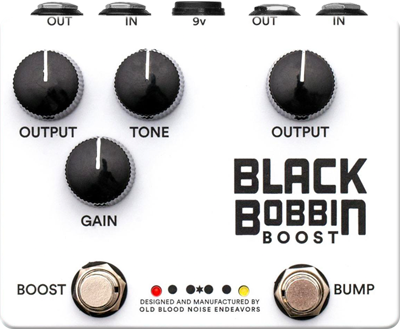 OUT IN 9v OUT IN
OUTPUT TONE OUTPUT
GAIN
BLACK
BOBBIN
BOOST
BOOST BUMP
DESIGNED AND MANUFACTURED BY
OLD BLOOD NOISE ENDEAVORS